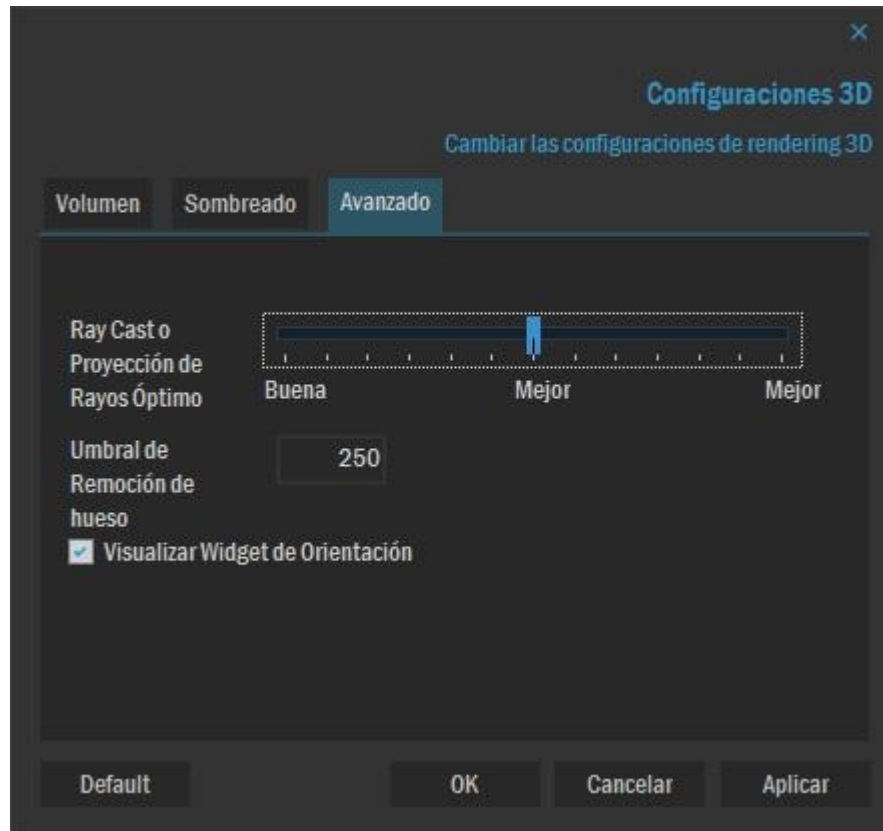 Configuraciones 3D
Cambiar las configuraciones de rendering 3D
Volumen Sombreado Avanzado
Ray Cast o
Proyección de
Rayos Óptimo
Buena Mejor Mejor
Umbral de
Remoción de
hueso
250
Visualizar Widget de Orientación
Default OK Cancelar Aplicar